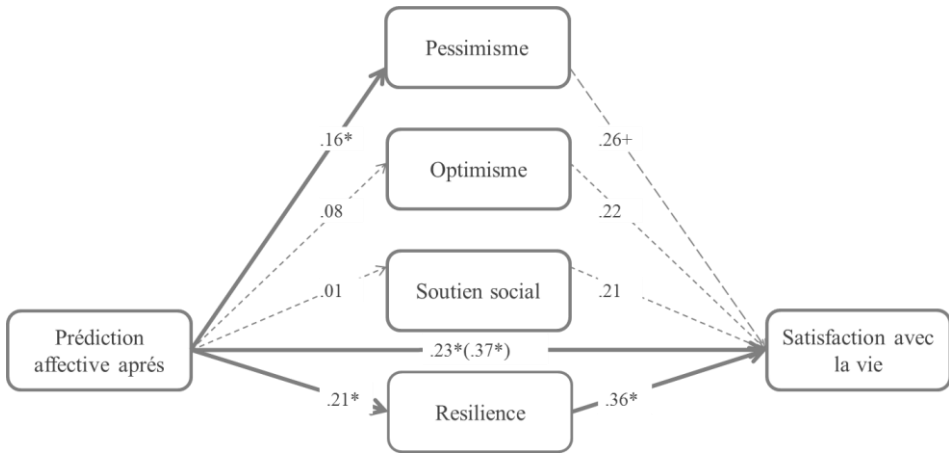 Pessimisme
.16*
.26+
Optimisme
.08
.22
Soutien social
.01
.21
Prédiction
affective aprés
.23*(.37*)
Satisfaction avec
la vie
.21*
Resilience
.36*